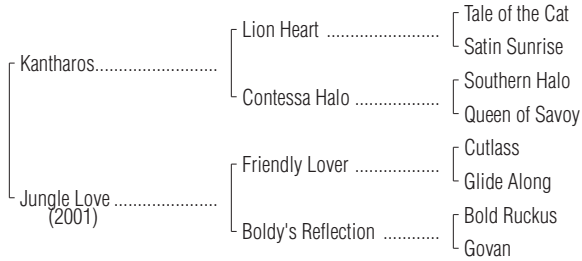 Tale of the Cat
Lion Heart ........................
Satin Sunrise
Kantharos..........................
Southern Halo
Contessa Halo ..................
Queen of Savoy
Cutlass
Friendly Lover ..................
Glide Along
Jungle Love ......................
(2001)
Bold Ruckus
Boldy's Reflection ............
Govan